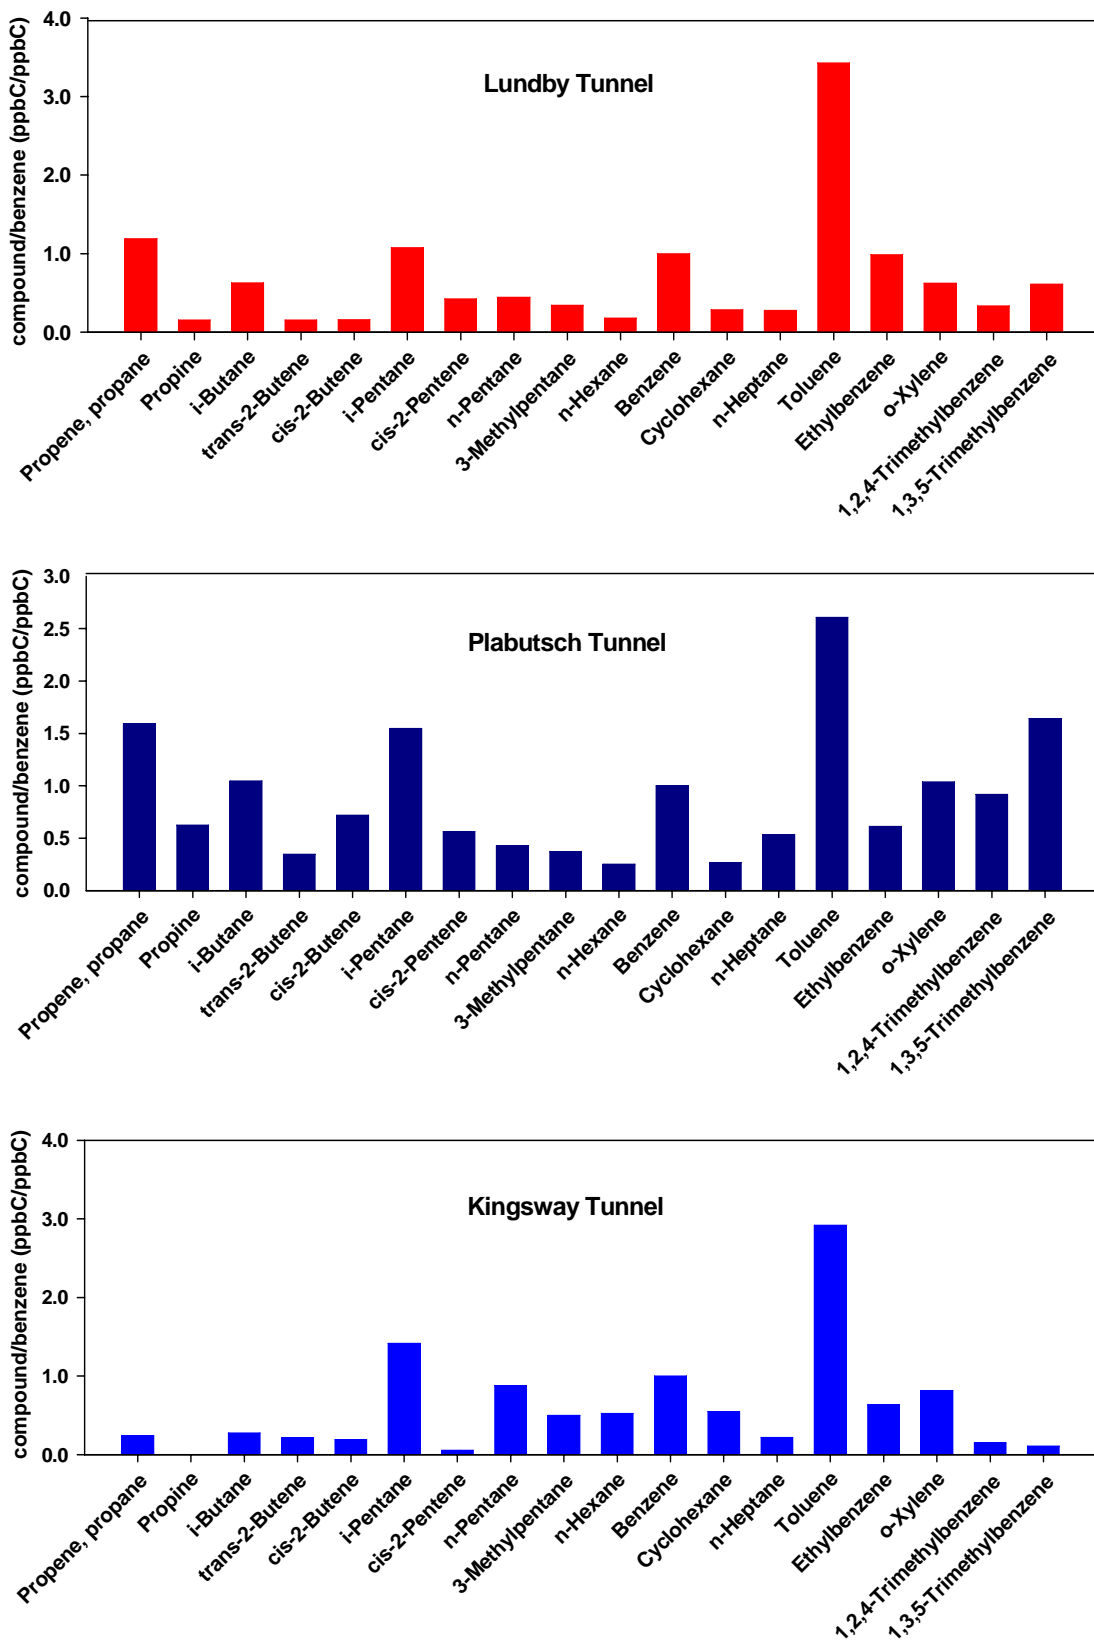 Lundby Tunnel
compound/benzene (ppbC/ppbC)
4.0
3.0
2.0
1.0
0.0
Propene, propane
Propine
i-Butane
trans-2-Butene
cis-2-Butene
i-Pentane
cis-2-Pentene
n-Pentane
3-Methylpentane
n-Hexane
Benzene
Cyclohexane
n-Heptane
Toluene
Ethylbenzene
o-Xylene
1,2,4-Trimethylbenzene
1,3,5-Trimethylbenzene
Plabutsch Tunnel
compound/benzene (ppbC/ppbC)
3.0
2.5
2.0
1.5
1.0
0.5
0.0
Propene, propane
Propine
i-Butane
trans-2-Butene
cis-2-Butene
i-Pentane
cis-2-Pentene
n-Pentane
3-Methylpentane
n-Hexane
Benzene
Cyclohexane
n-Heptane
Toluene
Ethylbenzene
o-Xylene
1,2,4-Trimethylbenzene
1,3,5-Trimethylbenzene
Kingsway Tunnel
compound/benzene (ppbC/ppbC)
4.0
3.0
2.0
1.0
0.0
Propene, propane
Propine
i-Butane
trans-2-Butene
cis-2-Butene
i-Pentane
cis-2-Pentene
n-Pentane
3-Methylpentane
n-Hexane
Benzene
Cyclohexane
n-Heptane
Toluene
Ethylbenzene
o-Xylene
1,2,4-Trimethylbenzene
1,3,5-Trimethylbenzene